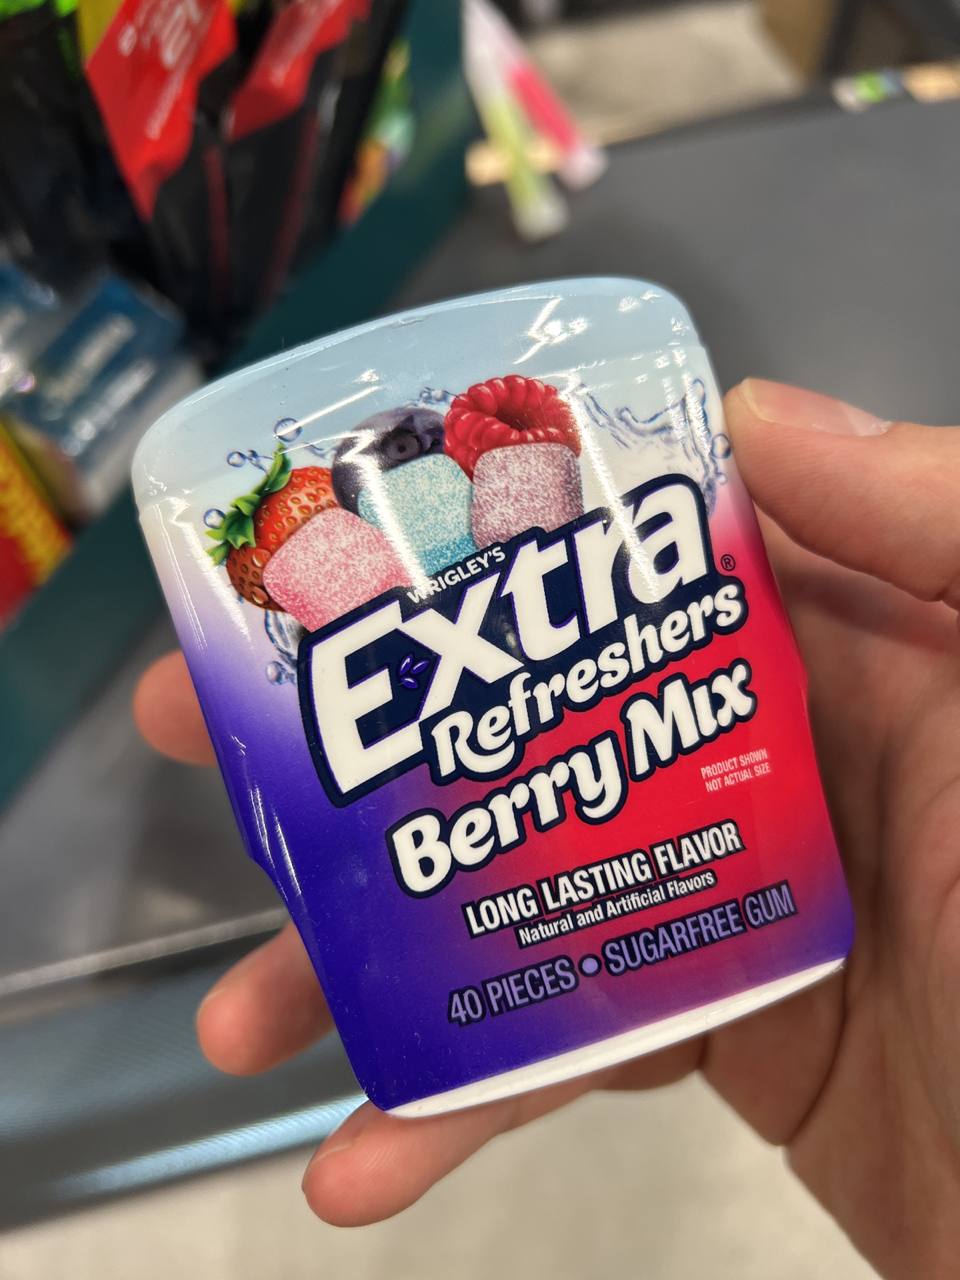 WRIGLEY'S
Extra®
Refreshers
Berry Mix
PRODUCT SHOWN
NOT ACTUAL SIZE
LONG LASTING FLAVOR
Natural and Artificial Flavors
40 PIECES • SUGARFREE GUM